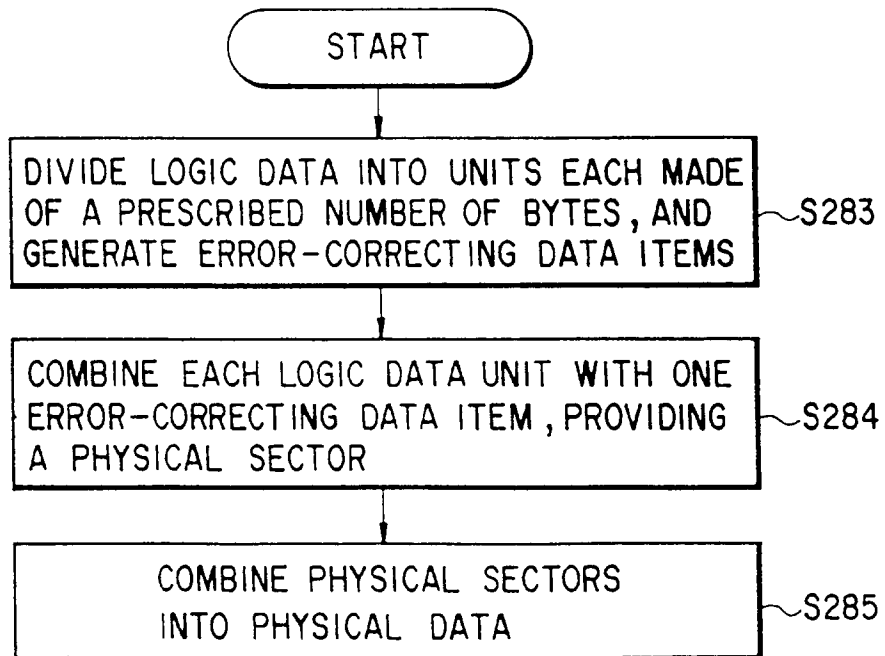 START
DIVIDE LOGIC DATA INTO UNITS EACH MADE
OF A PRESCRIBED NUMBER OF BYTES, AND
GENERATE ERROR-CORRECTING DATA ITEMS
S283
COMBINE EACH LOGIC DATA UNIT WITH ONE
ERROR-CORRECTING DATA ITEM, PROVIDING
A PHYSICAL SECTOR
S284
COMBINE PHYSICAL SECTORS
INTO PHYSICAL DATA
S285